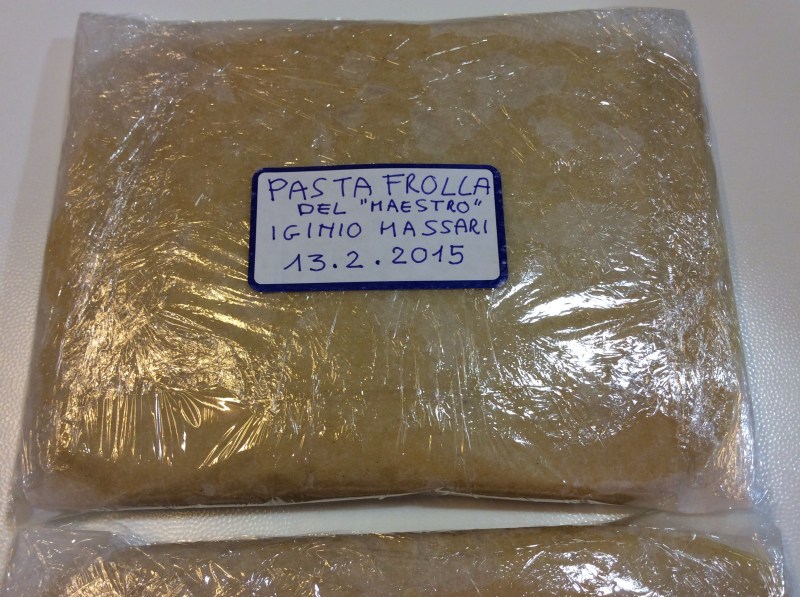 PASTA FROLLA
DEL "MAESTRO"
IGINIO MASSARI
13.2.2015